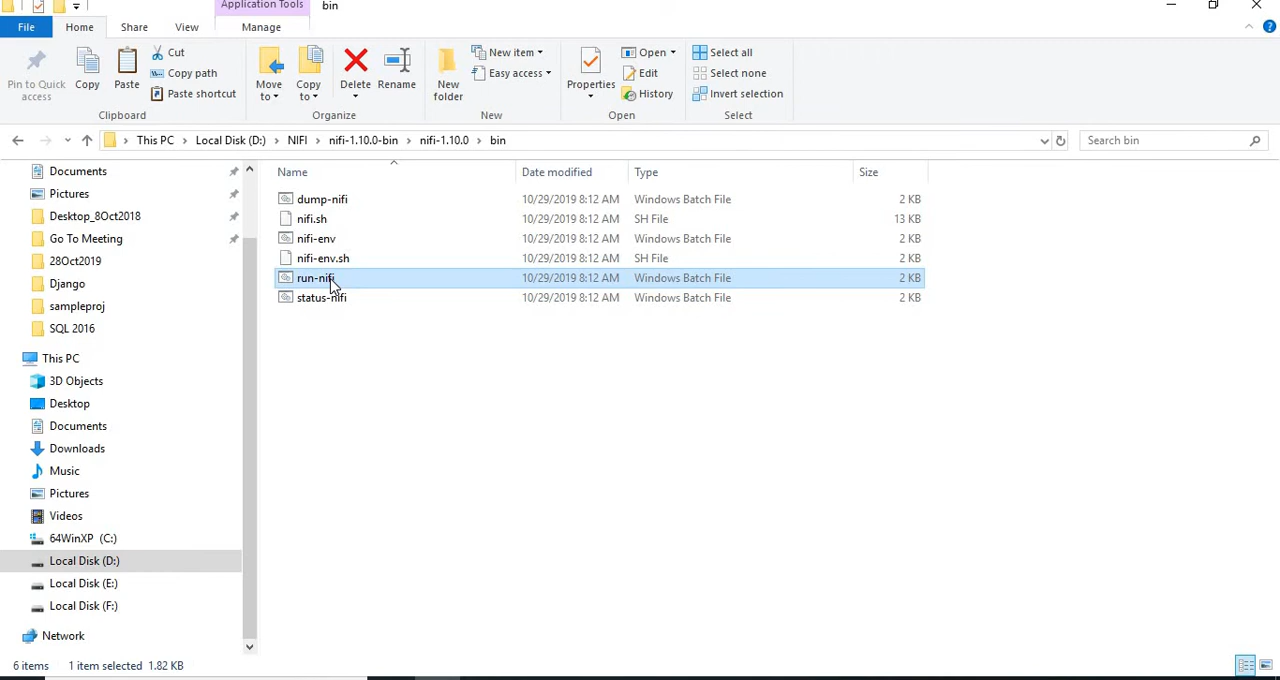 Application Tools
bin
File
Home
Share
View
Manage
Pin to Quick access
Copy
Paste
Cut
Copy path
Paste shortcut
Clipboard
Move to
Copy to
Delete
Rename
Organize
New folder
New item
Easy access
New
Properties
Open
Edit
History
Open
Select all
Select none
Invert selection
Select
This PC
Local Disk (D:)
NIFI
nifi-1.10.0-bin
nifi-1.10.0
bin
Search bin
Name
Date modified
Type
Size
dump-nifi 10/29/2019 8:12 AM Windows Batch File 2 KB
nifi.sh 10/29/2019 8:12 AM SH File 13 KB
nifi-env 10/29/2019 8:12 AM Windows Batch File 2 KB
nifi-env.sh 10/29/2019 8:12 AM SH File 2 KB
run-nifi 10/29/2019 8:12 AM Windows Batch File 2 KB
status-nifi 10/29/2019 8:12 AM Windows Batch File 2 KB
Documents
Pictures
Desktop_8Oct2018
Go To Meeting
28Oct2019
Django
sampleproj
SQL 2016
This PC
3D Objects
Desktop
Documents
Downloads
Music
Pictures
Videos
64WinXP (C:)
Local Disk (D:)
Local Disk (E:)
Local Disk (F:)
Network
6 items
1 item selected 1.82 KB